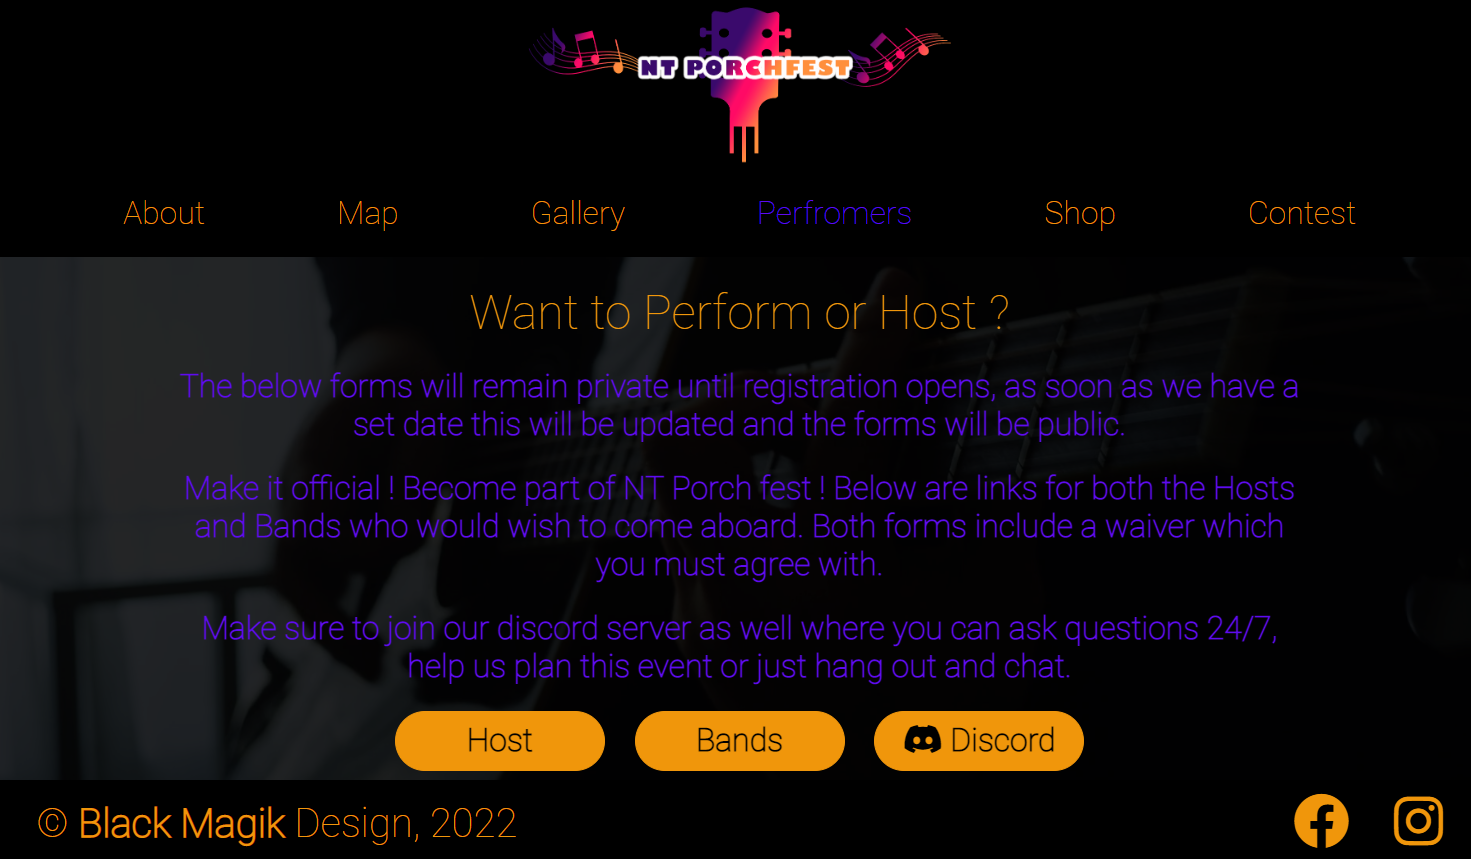 NT PORCHFEST
About Map Gallery Perfromers Shop Contest
Want to Perform or Host ?
The below forms will remain private until registration opens, as soon as we have a
set date this will be updated and the forms will be public.
Make it official ! Become part of NT Porch fest ! Below are links for both the Hosts
and Bands who would wish to come aboard. Both forms include a waiver which
you must agree with.
Make sure to join our discord server as well where you can ask questions 24/7,
help us plan this event or just hang out and chat.
Host Bands Discord
© Black Magik Design, 2022